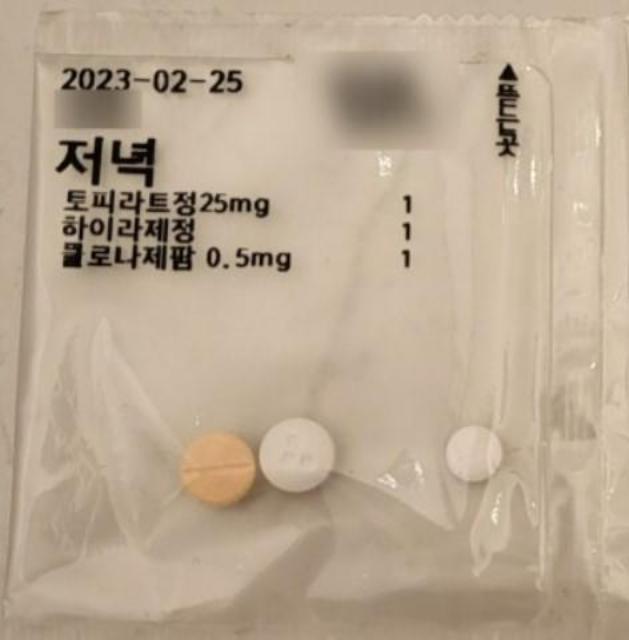 2023-02-25
▲뜯는곳
저녁
토피라트정25mg 1
하이라제정 1
클로나제팜 0.5mg 1